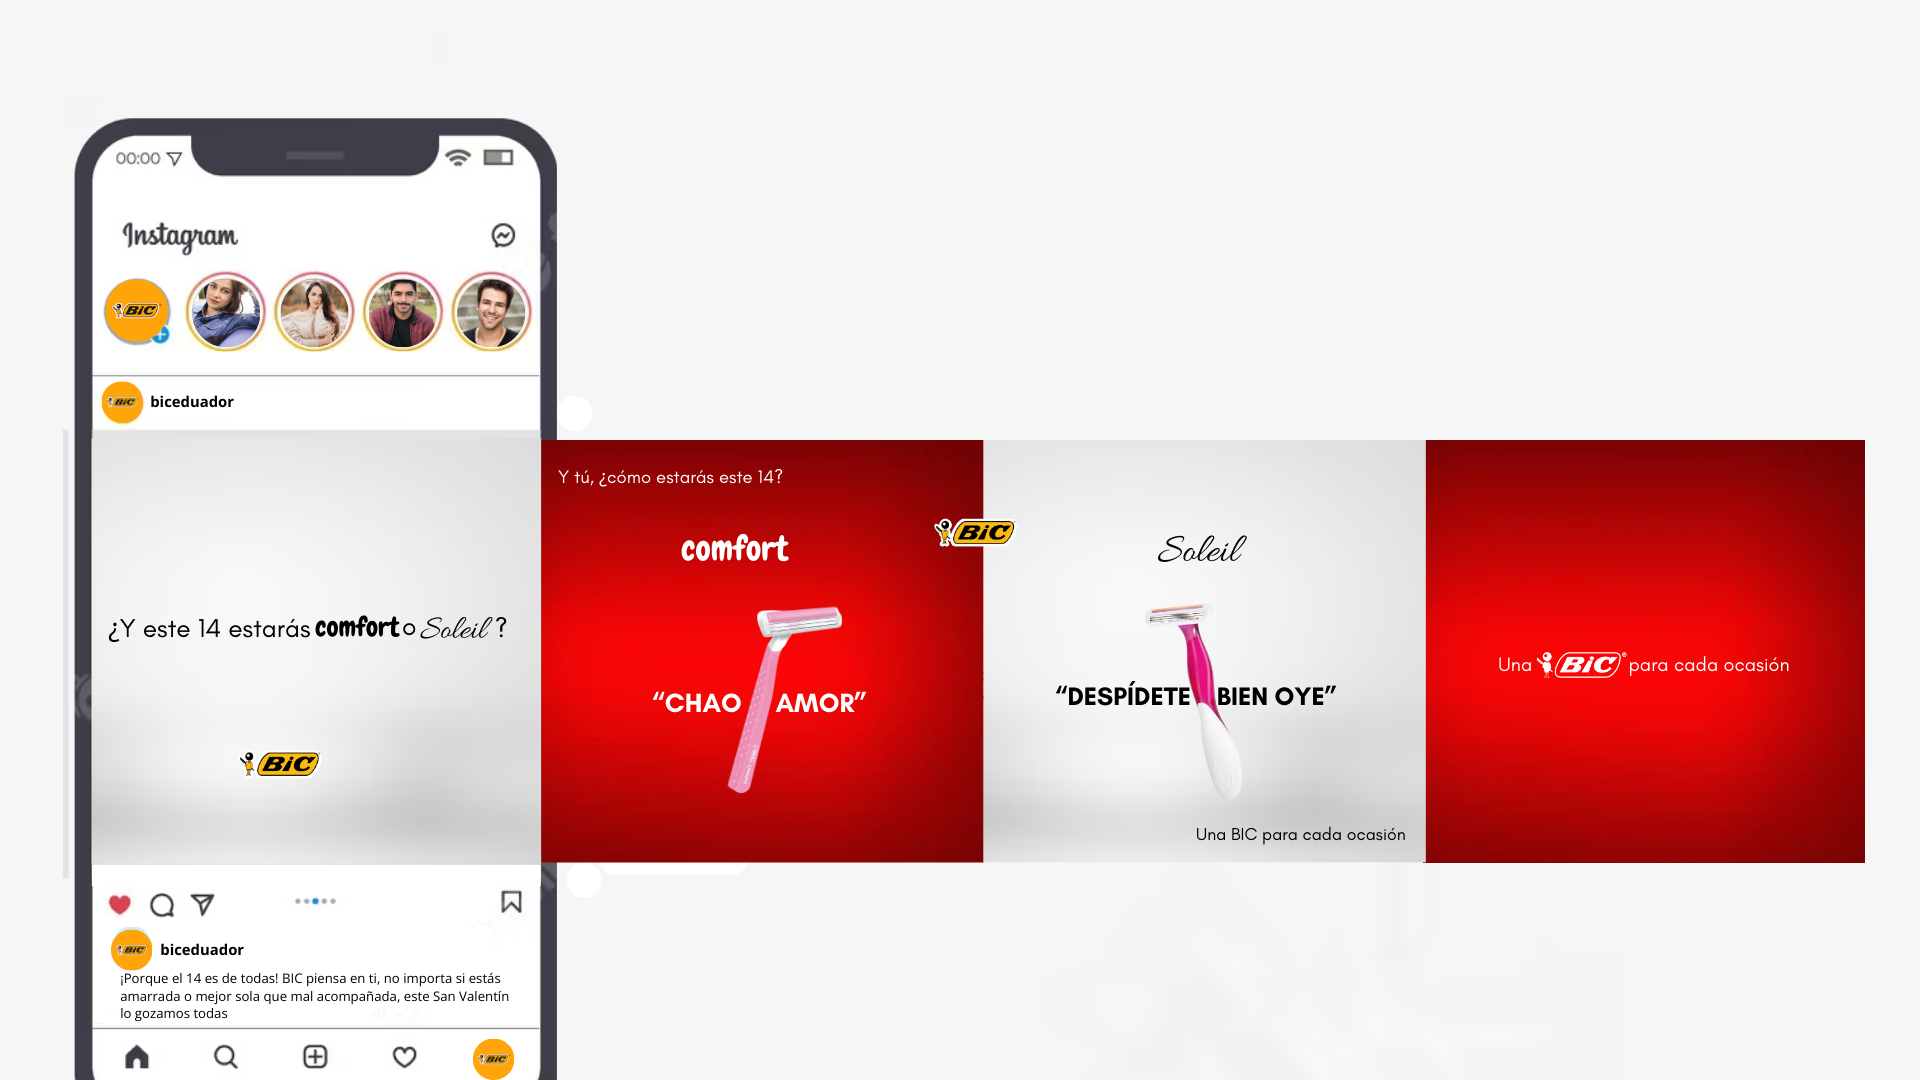 00:00
Instagram
BiC
biceduador
¿Y este 14 estarás comfort o Soleil ?
BiC
Y tú, ¿cómo estarás este 14?
comfort
“CHAO AMOR”
BiC
Soleil
“DESPÍDETE BIEN OYE”
Una BIC para cada ocasión
Una BiC® para cada ocasión
BiC
biceduador
¡Porque el 14 es de todas! BIC piensa en ti, no importa si estás
amarrada o mejor sola que mal acompañada, este San Valentín
lo gozamos todas
BiC